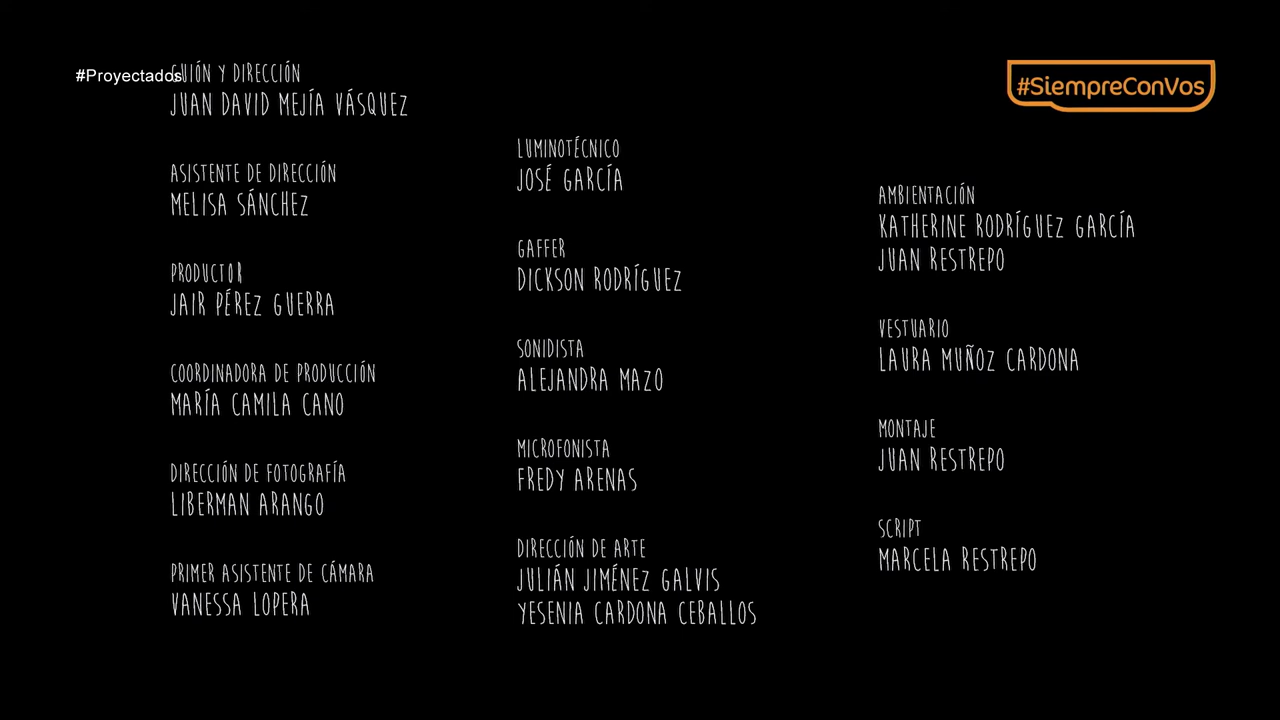 #Proyectados
GUIÓN Y DIRECCIÓN
JUAN DAVID MEJÍA VÁSQUEZ
ASISTENTE DE DIRECCIÓN
MELISA SÁNCHEZ
PRODUCTOR
JAIR PÉREZ GUERRA
COORDINADORA DE PRODUCCIÓN
MARÍA CAMILA CANO
DIRECCIÓN DE FOTOGRAFÍA
LIBERMAN ARANGO
PRIMER ASISTENTE DE CÁMARA
VANESSA LOPERA
LUMINOTÉCNICO
JOSÉ GARCÍA
GAFFER
DICKSON RODRÍGUEZ
SONIDISTA
ALEJANDRA MAZO
MICROFONISTA
FREDY ARENAS
DIRECCIÓN DE ARTE
JULIÁN JIMÉNEZ GALVIS
YESENIA CARDONA CEBALLOS
#SiempreConVos
AMBIENTACIÓN
KATHERINE RODRÍGUEZ GARCÍA
JUAN RESTREPO
VESTUARIO
LAURA MUÑOZ CARDONA
MONTAJE
JUAN RESTREPO
SCRIPT
MARCELA RESTREPO